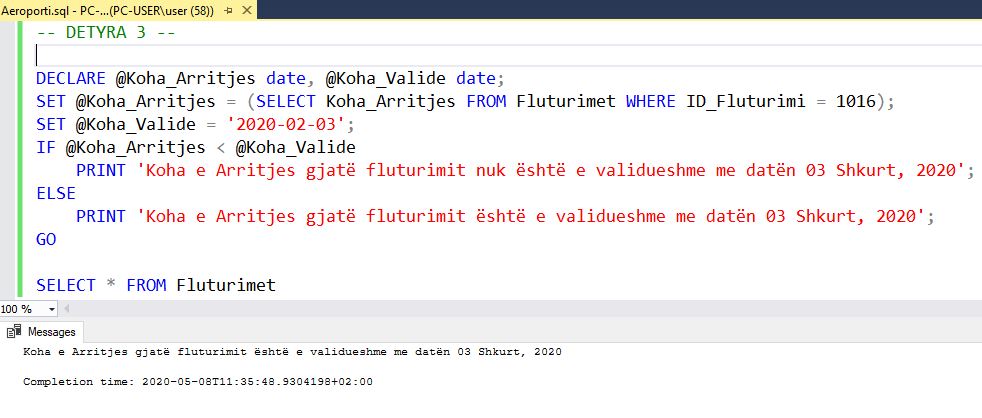 Aeroporti.sql - PC-...(PC-USER\user (58))
-- DETYRA 3 --
DECLARE @Koha_Arritjes date, @Koha_Valide date;
SET @Koha_Arritjes = (SELECT Koha_Arritjes FROM Fluturimet WHERE ID_Fluturimi = 1016);
SET @Koha_Valide = '2020-02-03';
IF @Koha_Arritjes < @Koha_Valide
PRINT 'Koha e Arritjes gjatë fluturimit nuk është e validueshme me datën 03 Shkurt, 2020';
ELSE
PRINT 'Koha e Arritjes gjatë fluturimit është e validueshme me datën 03 Shkurt, 2020';
GO
SELECT * FROM Fluturimet
100 %
Messages
Koha e Arritjes gjatë fluturimit është e validueshme me datën 03 Shkurt, 2020
Completion time: 2020-05-08T11:35:48.9304198+02:00